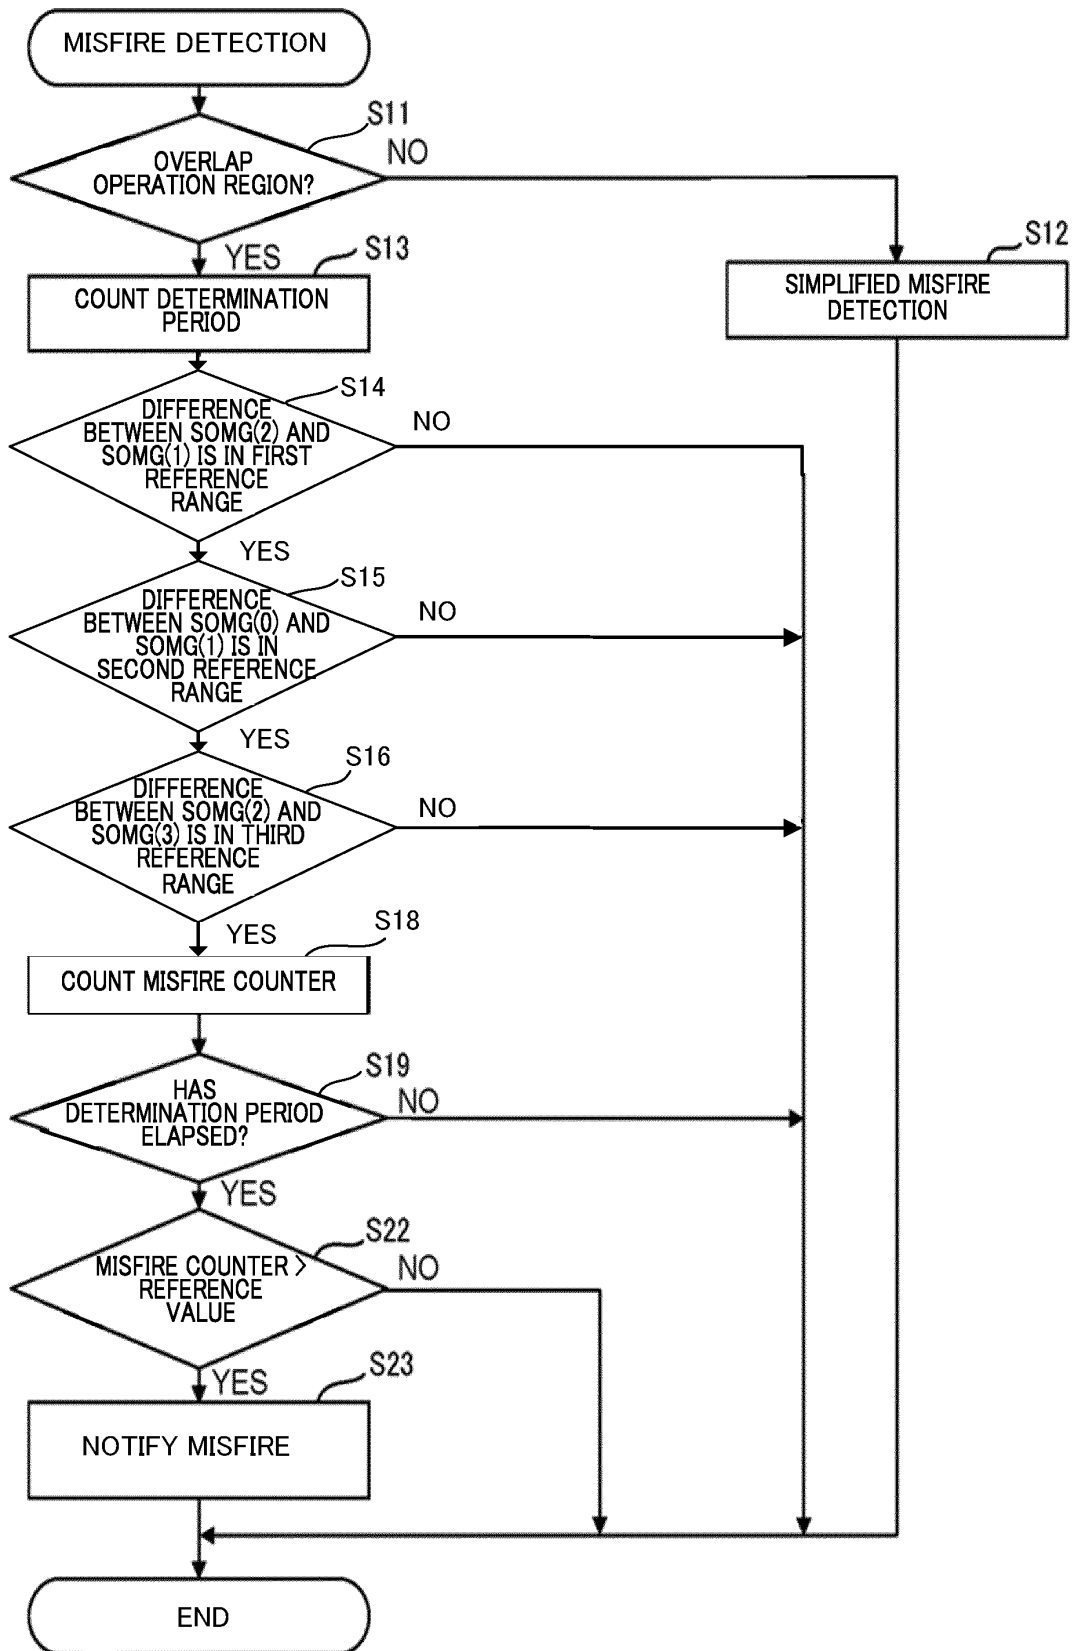 MISFIRE DETECTION
S11
NO
OVERLAP
OPERATION REGION?
YES
S13
S12
COUNT DETERMINATION
PERIOD
SIMPLIFIED MISFIRE
DETECTION
S14
NO
DIFFERENCE
BETWEEN SOMG(2) AND
SOMG(1) IS IN FIRST
REFERENCE
RANGE
YES
S15
NO
DIFFERENCE
BETWEEN SOMG(0) AND
SOMG(1) IS IN
SECOND REFERENCE
RANGE
YES
S16
NO
DIFFERENCE
BETWEEN SOMG(2) AND
SOMG(3) IS IN THIRD
REFERENCE
RANGE
YES
S18
COUNT MISFIRE COUNTER
S19
NO
HAS
DETERMINATION PERIOD
ELAPSED?
YES
S22
NO
MISFIRE COUNTER >
REFERENCE
VALUE
YES
S23
NOTIFY MISFIRE
END